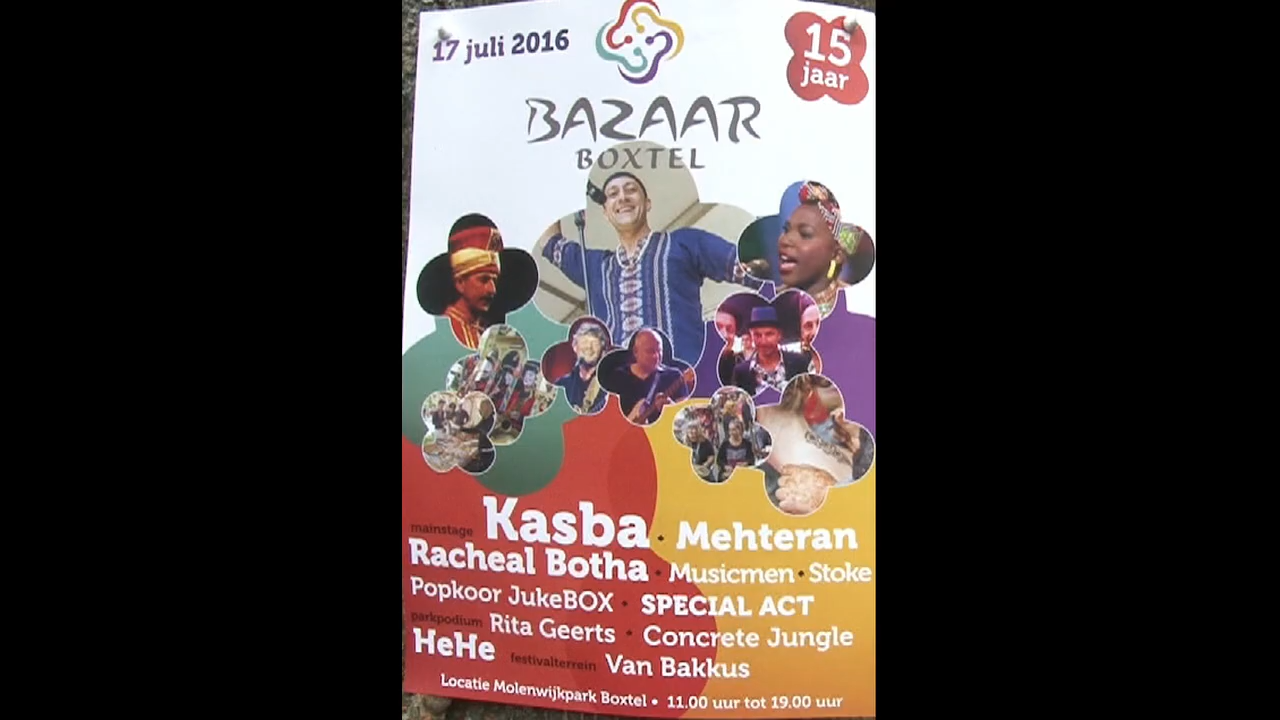 17 juli 2016
15
jaar
BAZAAR
BOXTEL
mainstage Kasba • Mehteran
Racheal Botha • Musicmen • Stoke
Popkoor JukeBOX • SPECIAL ACT
parkpodium Rita Geerts • Concrete Jungle
HeHe festivalterrein Van Bakkus
Locatie Molenwijkpark Boxtel • 11.00 uur tot 19.00 uur